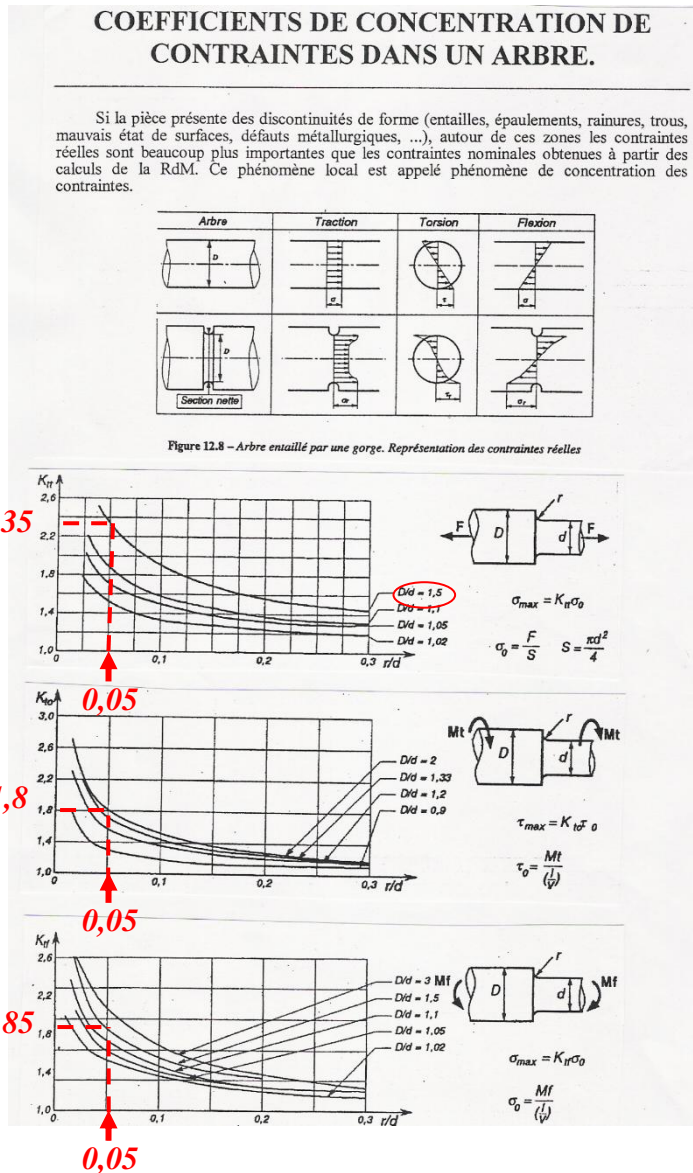 COEFFICIENTS DE CONCENTRATION DE
CONTRAINTES DANS UN ARBRE.
Si la pièce présente des discontinuités de forme (entailles, épaulements, rainures, trous,
mauvais état de surfaces, défauts métallurgiques, ...), autour de ces zones les contraintes
réelles sont beaucoup plus importantes que les contraintes nominales obtenues à partir des
calculs de la RdM. Ce phénomène local est appelé phénomène de concentration des
contraintes.
Arbre Traction Torsion Flexion
D
σ τ σ
D
Section nette
σr τr σr
Figure 12.8 – Arbre entaillé par une gorge. Représentation des contraintes réelles
Ktt
2,6
35
2,2
1,8
1,4
1,0
0 0,2 0,3 r/d
0,05
D/d = 1,5
D/d = 1,1
D/d = 1,05
D/d = 1,02
F D r d F
σmax = Kttσ0
σ0 = F/S S = πd²/4
Kto
3,0
2,6
2,2
1,8
1,8
1,4
1,0
0 0,1 0,2 0,3 r/d
0,05
D/d = 2
D/d = 1,33
D/d = 1,2
D/d = 0,9
Mt D r d Mt
τmax = Kto τ0
τ0 = Mt/(I/V)
Ktf
2,6
2,2
1,8
85
1,4
1,0
0 0,1 0,2 0,3 r/d
0,05
D/d = 3
D/d = 1,5
D/d = 1,1
D/d = 1,05
D/d = 1,02
Mf D r d Mf
σmax = Ktfσ0
σ0 = Mf/(I/V)